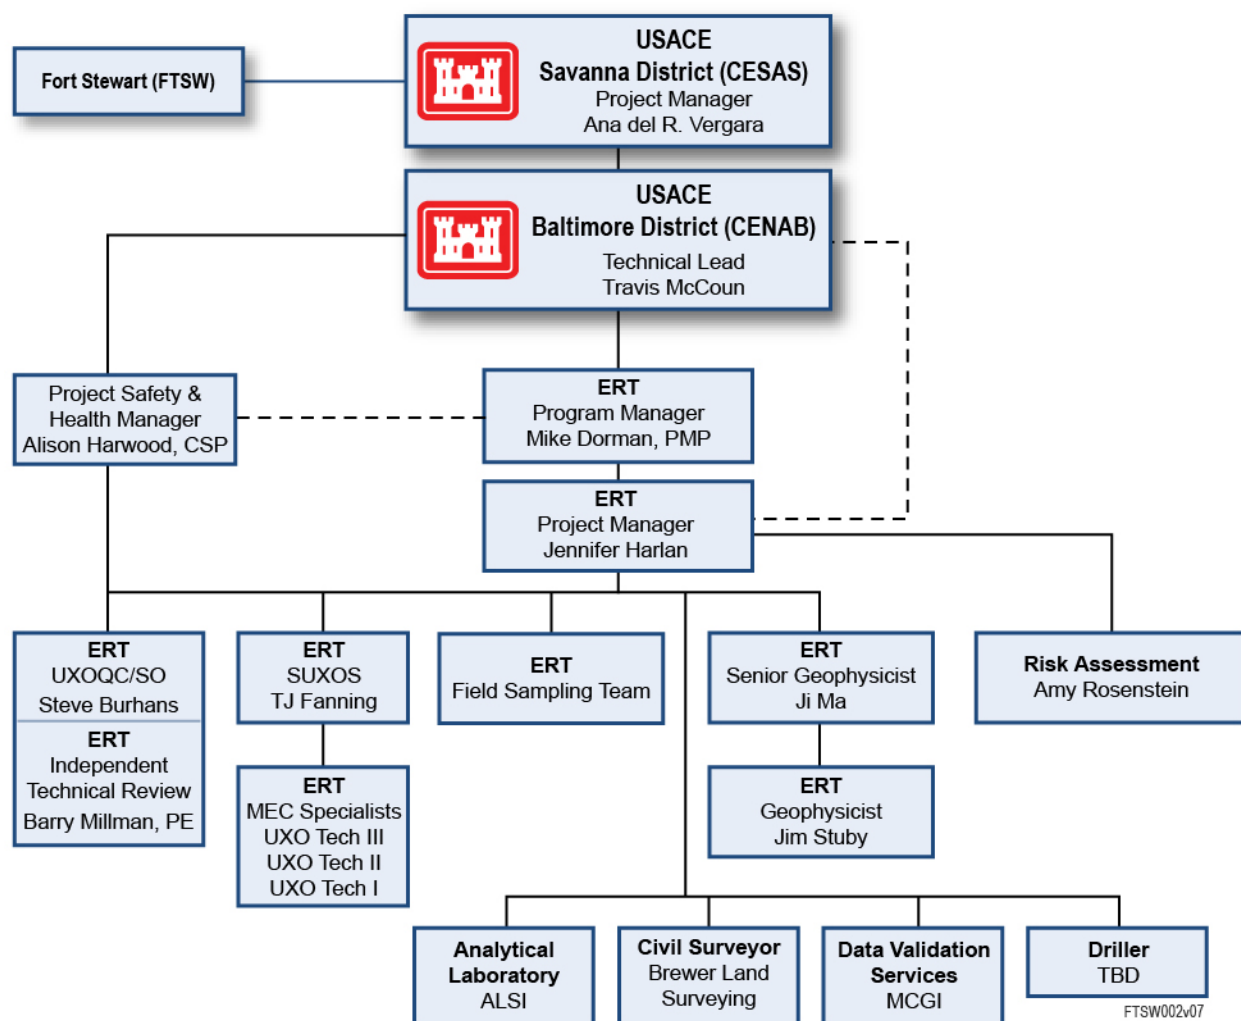 Fort Stewart (FTSW)
USACE
Savanna District (CESAS)
Project Manager
Ana del R. Vergara
USACE
Baltimore District (CENAB)
Technical Lead
Travis McCoun
Project Safety &
Health Manager
Alison Harwood, CSP
ERT
Program Manager
Mike Dorman, PMP
ERT
Project Manager
Jennifer Harlan
ERT
UXOQC/SO
Steve Burhans
ERT
Independent
Technical Review
Barry Millman, PE
ERT
SUXOS
TJ Fanning
ERT
MEC Specialists
UXO Tech III
UXO Tech II
UXO Tech I
ERT
Field Sampling Team
ERT
Senior Geophysicist
Ji Ma
ERT
Geophysicist
Jim Stuby
Risk Assessment
Amy Rosenstein
Analytical
Laboratory
ALSI
Civil Surveyor
Brewer Land
Surveying
Data Validation
Services
MCGI
Driller
TBD
FTSW002v07